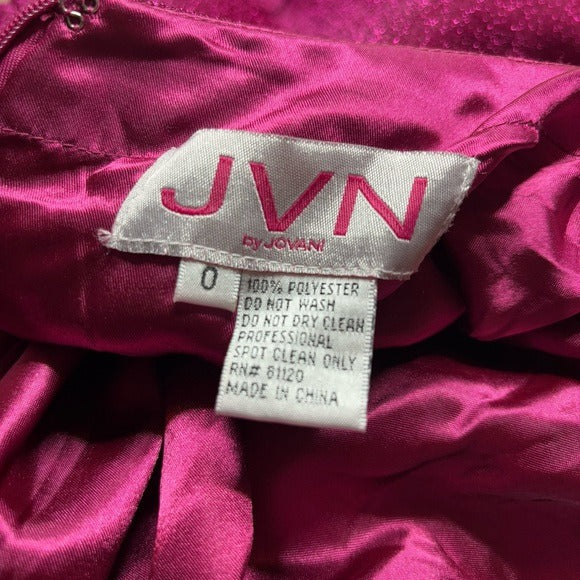 JVN
by JOVANI
0
100% POLYESTER
DO NOT WASH
DO NOT DRY CLEAN
PROFESSIONAL
SPOT CLEAN ONLY
RN# 61120
MADE IN CHINA